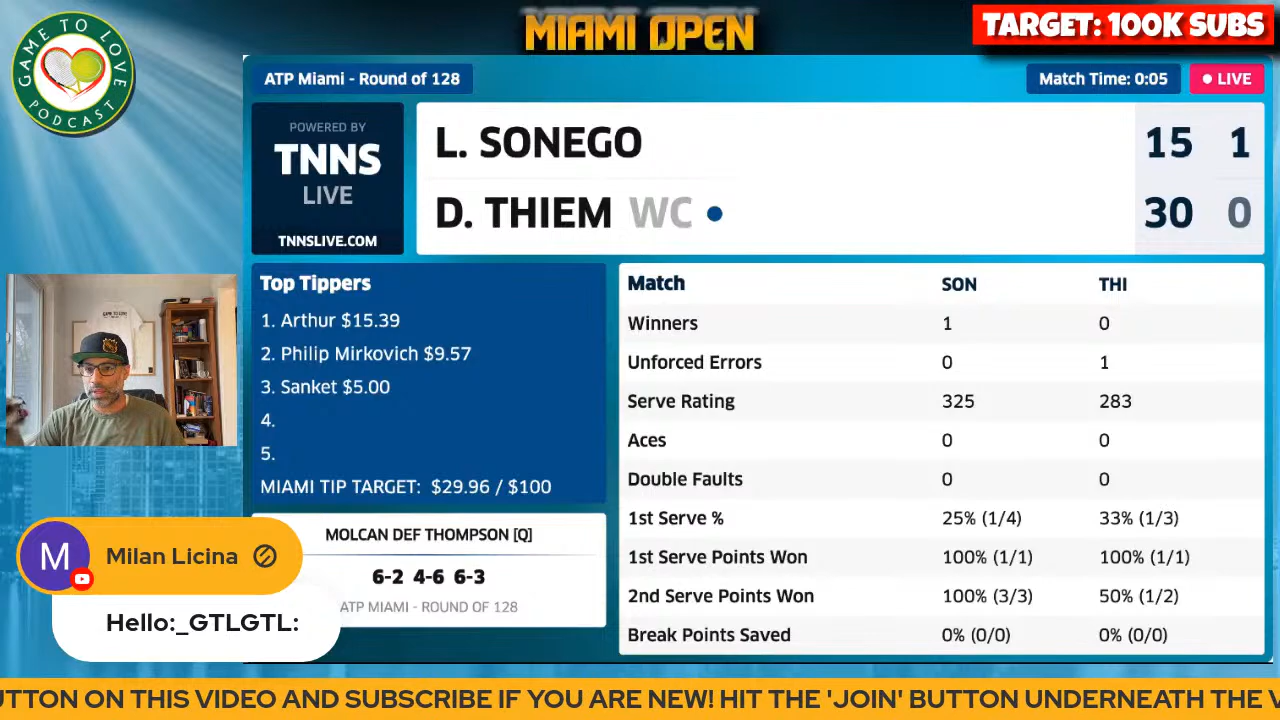 GAME TO LOVE
PODCAST
MIAMI OPEN
TARGET: 100K SUBS
ATP Miami - Round of 128
Match Time: 0:05
LIVE
POWERED BY
TNNS
LIVE
TNNSLIVE.COM
L. SONEGO 15 1
D. THIEM WC 30 0
Top Tippers
1. Arthur $15.39
2. Philip Mirkovich $9.57
3. Sanket $5.00
4.
5.
MIAMI TIP TARGET: $29.96 / $100
MOLCAN DEF THOMPSON [Q]
6-2 4-6 6-3
ATP MIAMI - ROUND OF 128
Match SON THI
Winners 1 0
Unforced Errors 0 1
Serve Rating 325 283
Aces 0 0
Double Faults 0 0
1st Serve % 25% (1/4) 33% (1/3)
1st Serve Points Won 100% (1/1) 100% (1/1)
2nd Serve Points Won 100% (3/3) 50% (1/2)
Break Points Saved 0% (0/0) 0% (0/0)
M
Milan Licina
Hello:_GTLGTL:
UTTON ON THIS VIDEO AND SUBSCRIBE IF YOU ARE NEW! HIT THE 'JOIN' BUTTON UNDERNEATH THE V